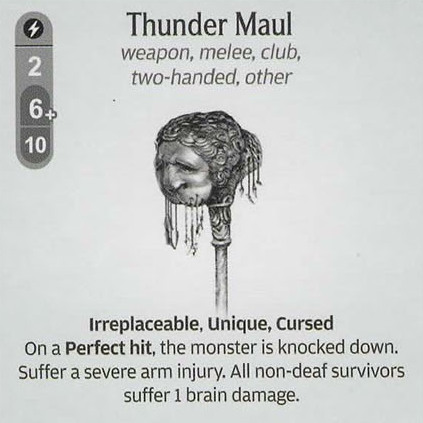 Thunder Maul
weapon, melee, club,
two-handed, other
2
6+
10
Irreplaceable, Unique, Cursed
On a Perfect hit, the monster is knocked down.
Suffer a severe arm injury. All non-deaf survivors
suffer 1 brain damage.